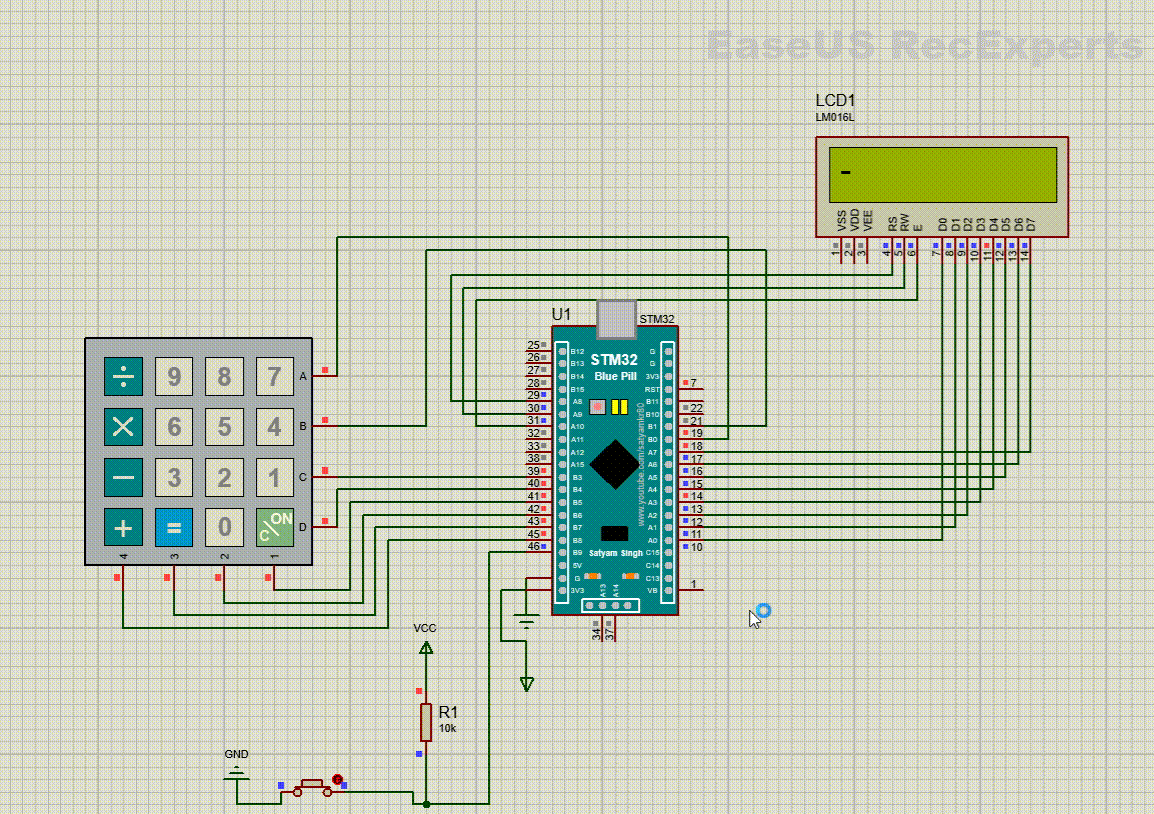 EaseUS RecExperts
LCD1
LM016L
-
VSS VDD VEE RS RW E D0 D1 D2 D3 D4 D5 D6 D7
1 2 3 4 5 6 7 8 9 10 11 12 13 14
U1 STM32
25 B12 G
26 B13 STM32 G
27 B14 Blue Pill 3V3
28 B15 RST 7
29 A8 B11
30 A9 B10 22
31 A10 B1 21
32 A11 B0 19
33 A12 A7 18
38 A15 A6 17
39 B3 A5 16
40 B4 A4 15
41 B5 A3 14
42 B6 A2 13
43 B7 A1 12
45 B8 A0 11
46 B9 C15 10
5V C14
G C13
3V3 VB 1
www.youtube.com/satyamkr80
Satyam Singh
A13 A14
34 37
÷ 9 8 7 A
× 6 5 4 B
− 3 2 1 C
+ = 0 ON/C D
4 3 2 1
VCC
R1
10k
GND